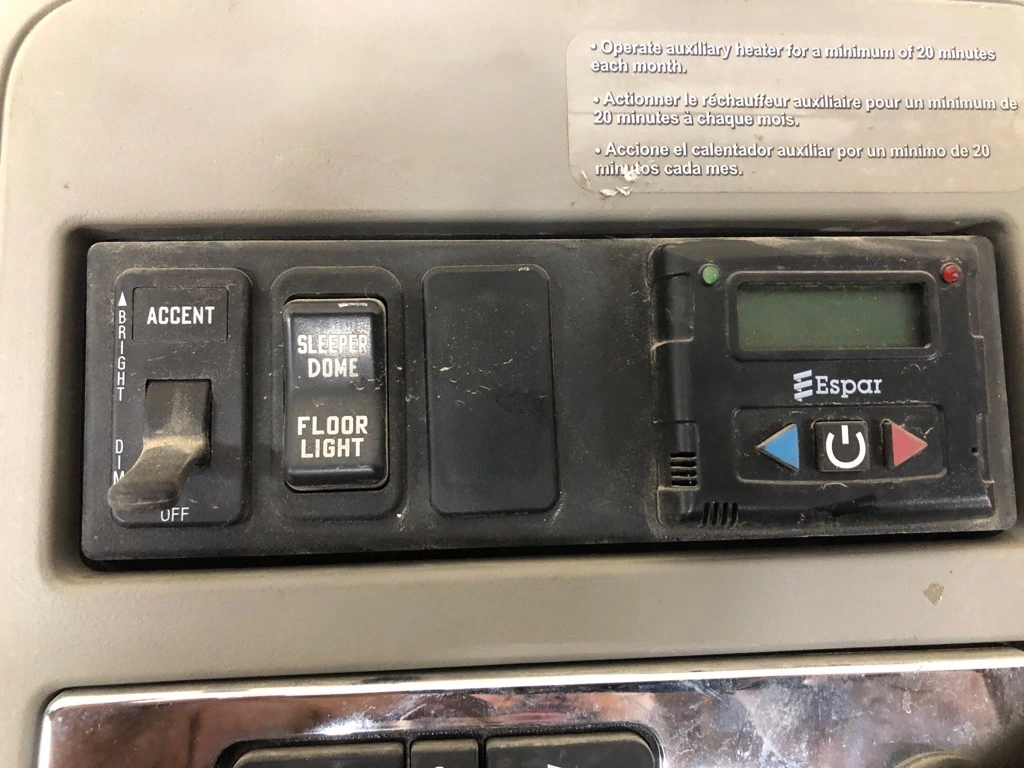 • Operate auxiliary heater for a minimum of 20 minutes
each month.
• Actionner le réchauffeur auxiliaire pour un minimum de
20 minutes à chaque mois.
• Accione el calentador auxiliar por un minimo de 20
minutos cada mes.
ACCENT
BRIGHT
DIM
OFF
SLEEPER
DOME
FLOOR
LIGHT
Espar